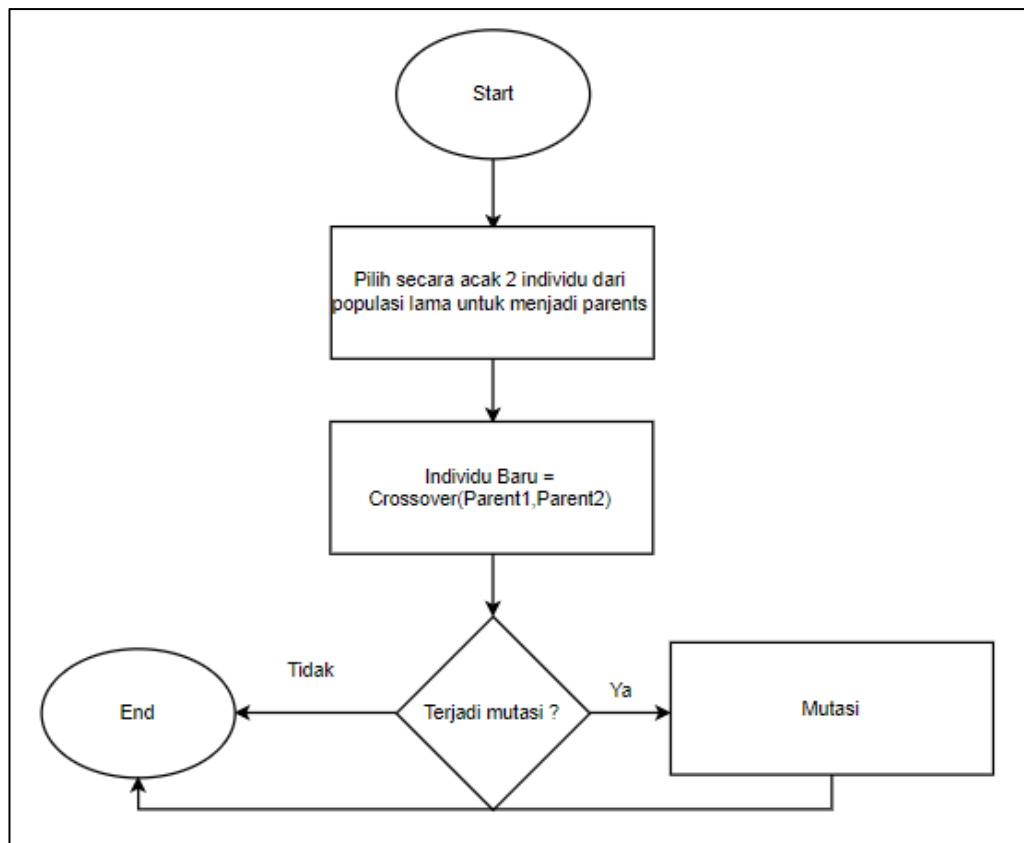 Start
Pilih secara acak 2 individu dari
populasi lama untuk menjadi parents
Individu Baru =
Crossover(Parent1,Parent2)
Tidak
End
Terjadi mutasi ?
Ya
Mutasi